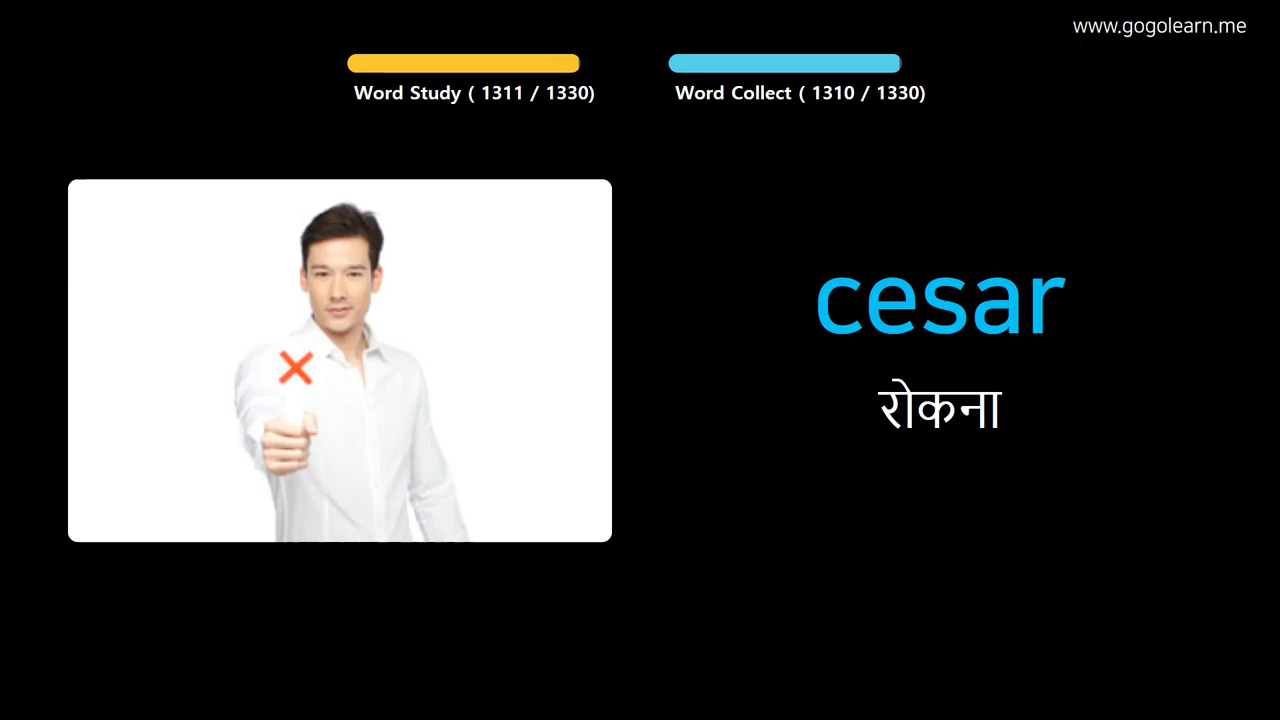 www.gogolearn.me
Word Study ( 1311 / 1330)
Word Collect ( 1310 / 1330)
cesar
रोकना